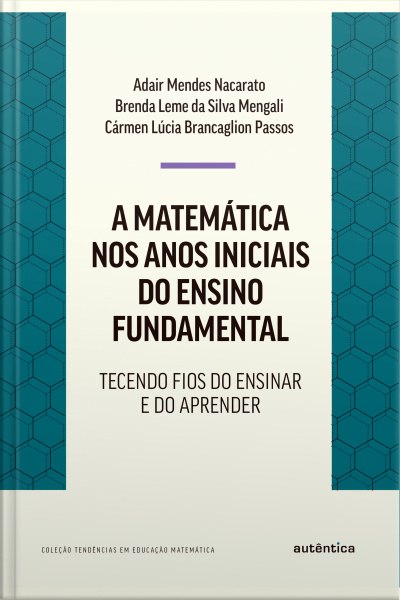 Adair Mendes Nacarato
Brenda Leme da Silva Mengali
Cármen Lúcia Brancaglion Passos
A MATEMÁTICA
NOS ANOS INICIAIS
DO ENSINO
FUNDAMENTAL
TECENDO FIOS DO ENSINAR
E DO APRENDER
COLEÇÃO TENDÊNCIAS EM EDUCAÇÃO MATEMÁTICA
autêntica